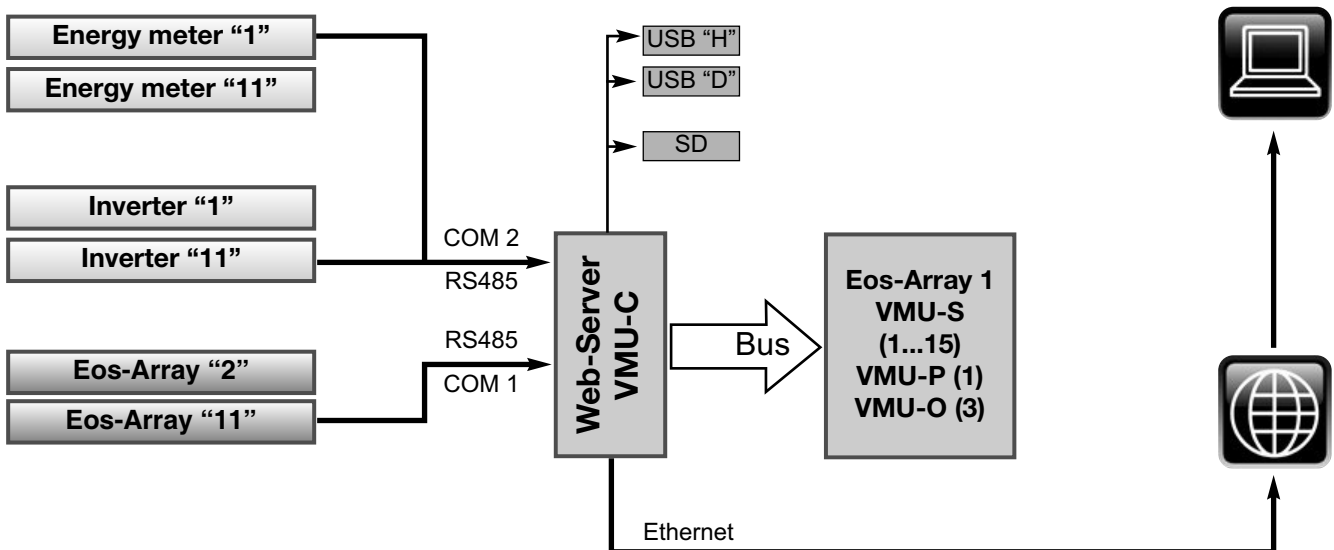 Energy meter “1”
Energy meter “11”
Inverter “1”
Inverter “11”
Eos-Array “2”
Eos-Array “11”
COM 2
RS485
RS485
COM 1
USB “H”
USB “D”
SD
Web-Server
VMU-C
Bus
Eos-Array 1
VMU-S
(1...15)
VMU-P (1)
VMU-O (3)
Ethernet